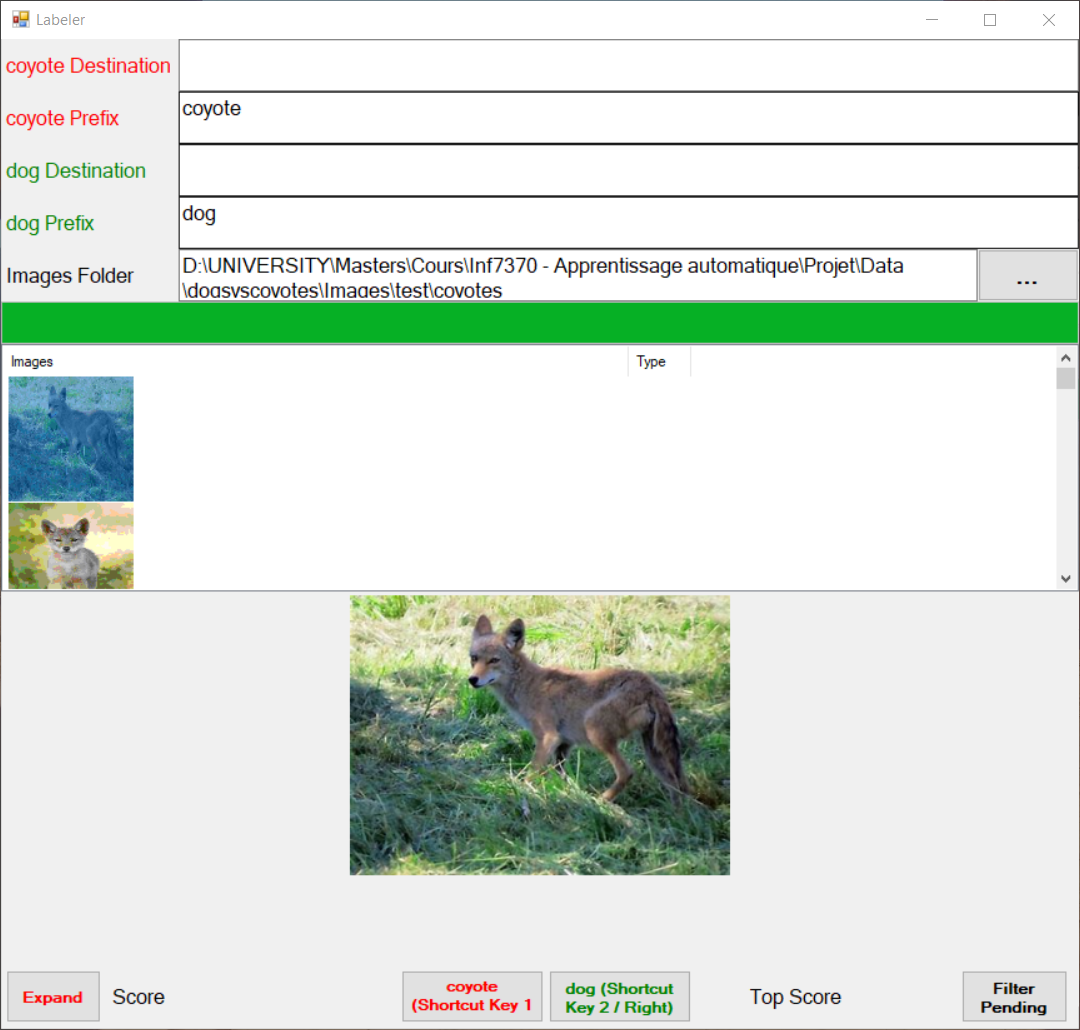 Labeler
coyote Destination
coyote Prefix
coyote
dog Destination
dog Prefix
dog
Images Folder
D:\UNIVERSITY\Masters\Cours\Inf7370 - Apprentissage automatique\Projet\Data
\dogsvscoyotes\Images\test\coyotes
...
Images
Type
Expand
Score
coyote
(Shortcut Key 1
dog (Shortcut
Key 2 / Right)
Top Score
Filter
Pending